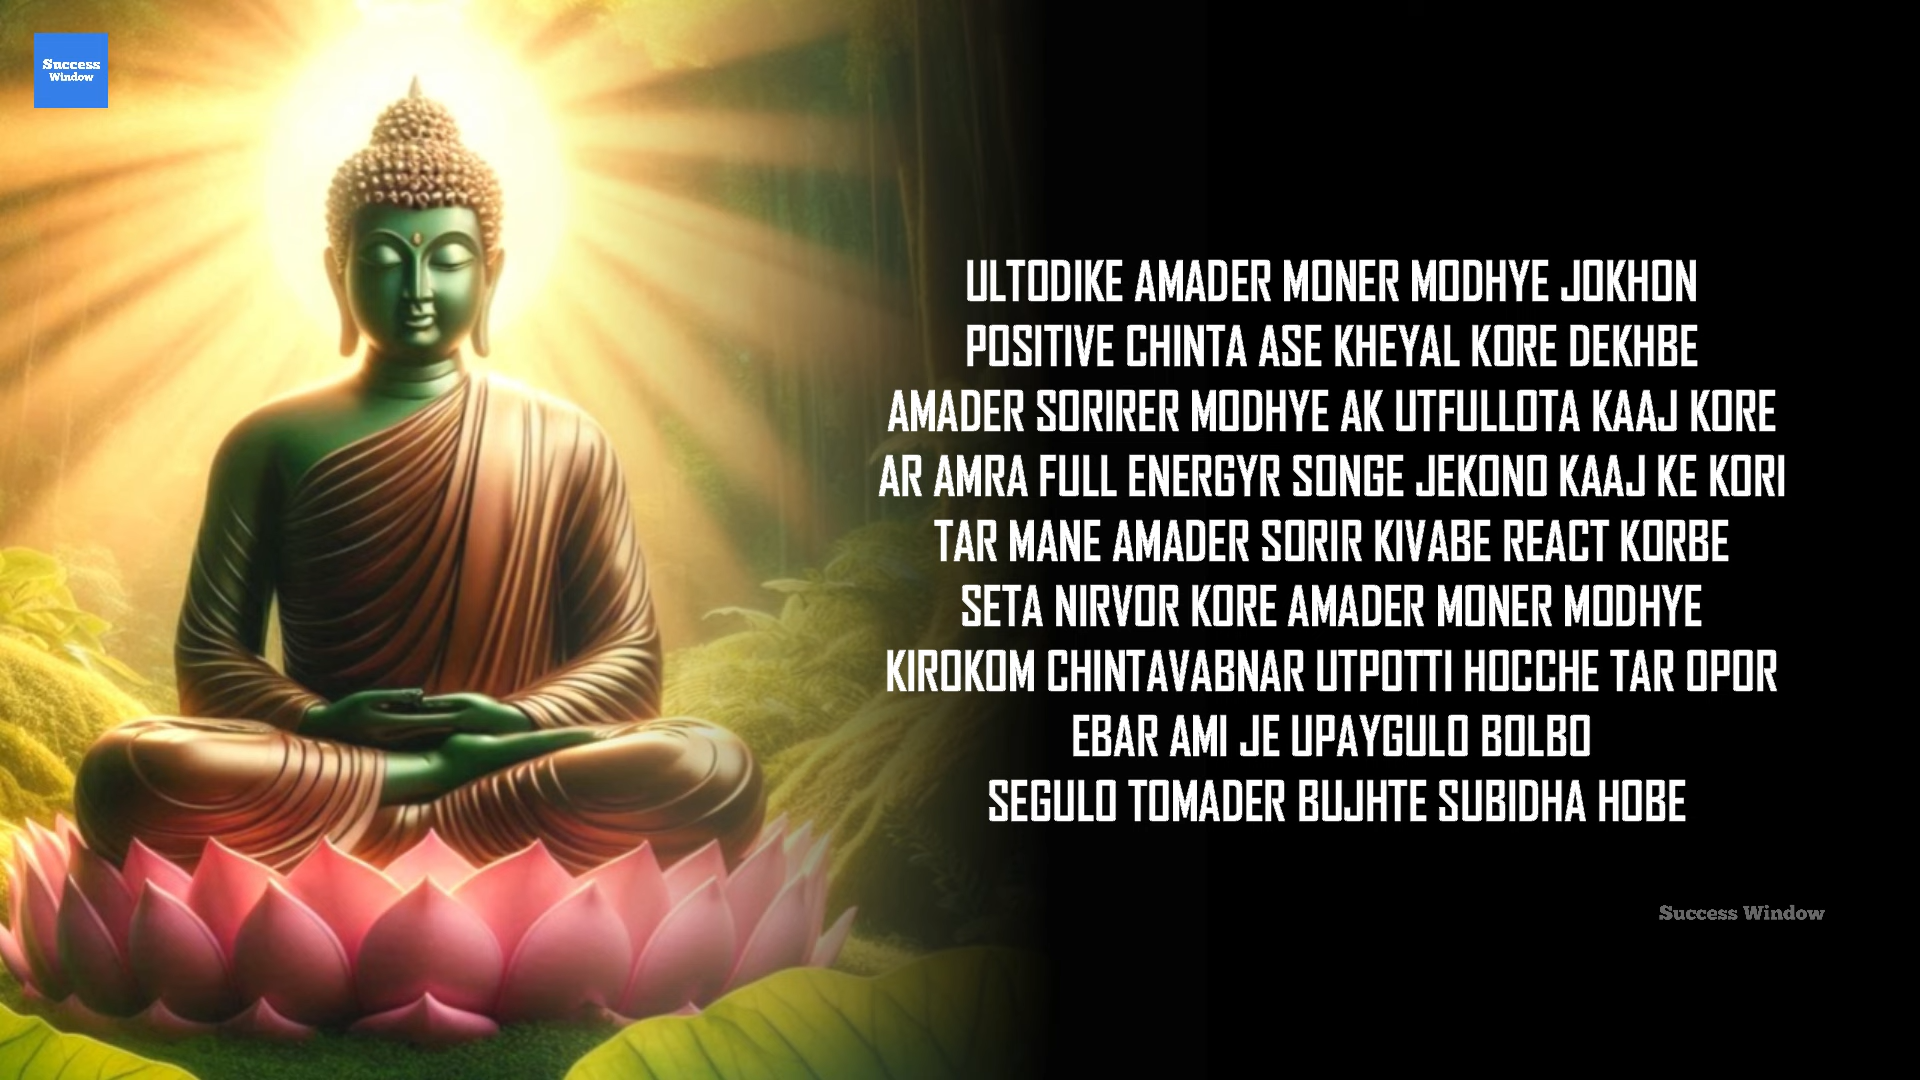 Success
Window
ULTODIKE AMADER MONER MODHYE JOKHON
POSITIVE CHINTA ASE KHEYAL KORE DEKHBE
AMADER SORIRER MODHYE AK UTFULLOTA KAAJ KORE
AR AMRA FULL ENERGYR SONGE JEKONO KAAJ KE KORI
TAR MANE AMADER SORIR KIVABE REACT KORBE
SETA NIRVOR KORE AMADER MONER MODHYE
KIROKOM CHINTAVABNAR UTPOTTI HOCCHE TAR OPOR
EBAR AMI JE UPAYGULO BOLBO
SEGULO TOMADER BUJHTE SUBIDHA HOBE
Success Window